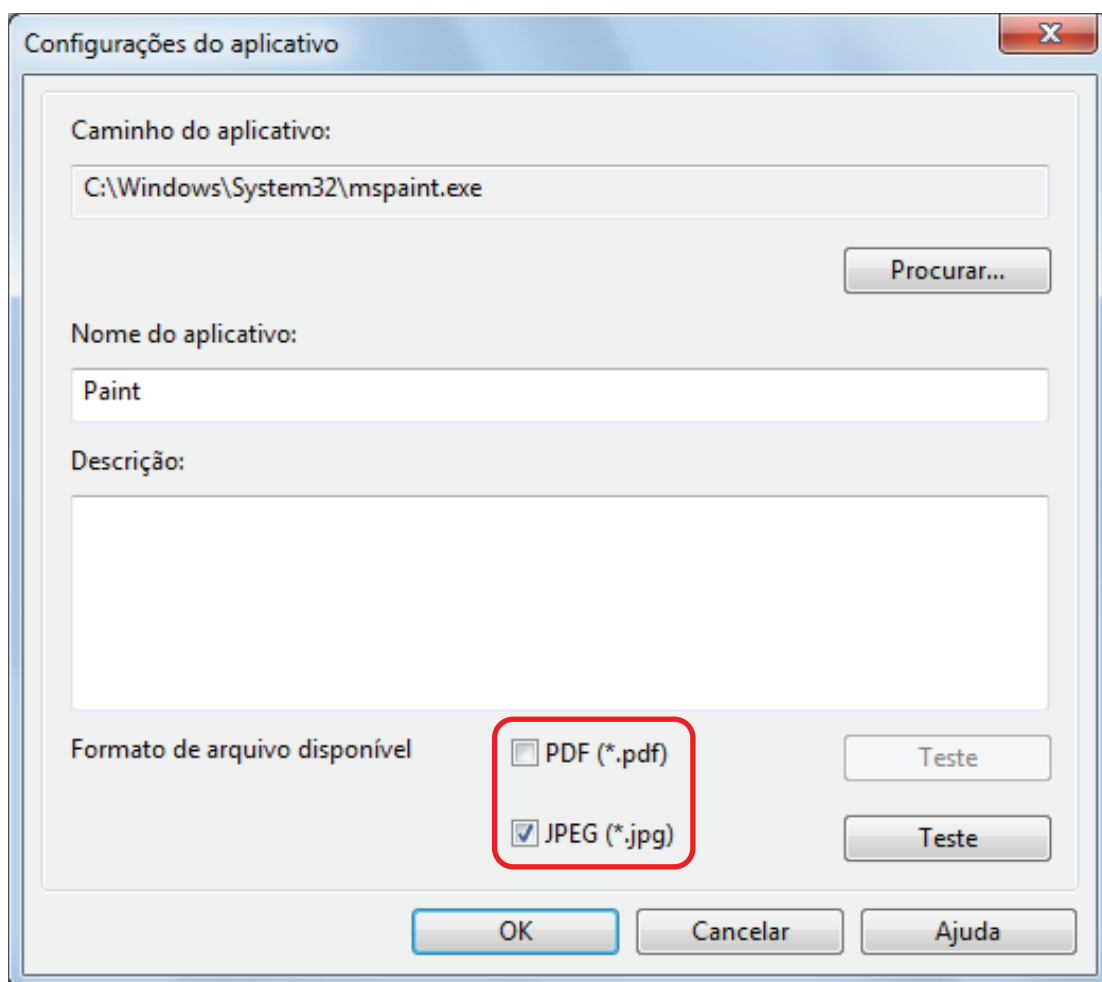 Configurações do aplicativo
Caminho do aplicativo:
C:\Windows\System32\mspaint.exe
Procurar...
Nome do aplicativo:
Paint
Descrição:
Formato de arquivo disponível
PDF (*.pdf)
Teste
JPEG (*.jpg)
Teste
OK
Cancelar
Ajuda